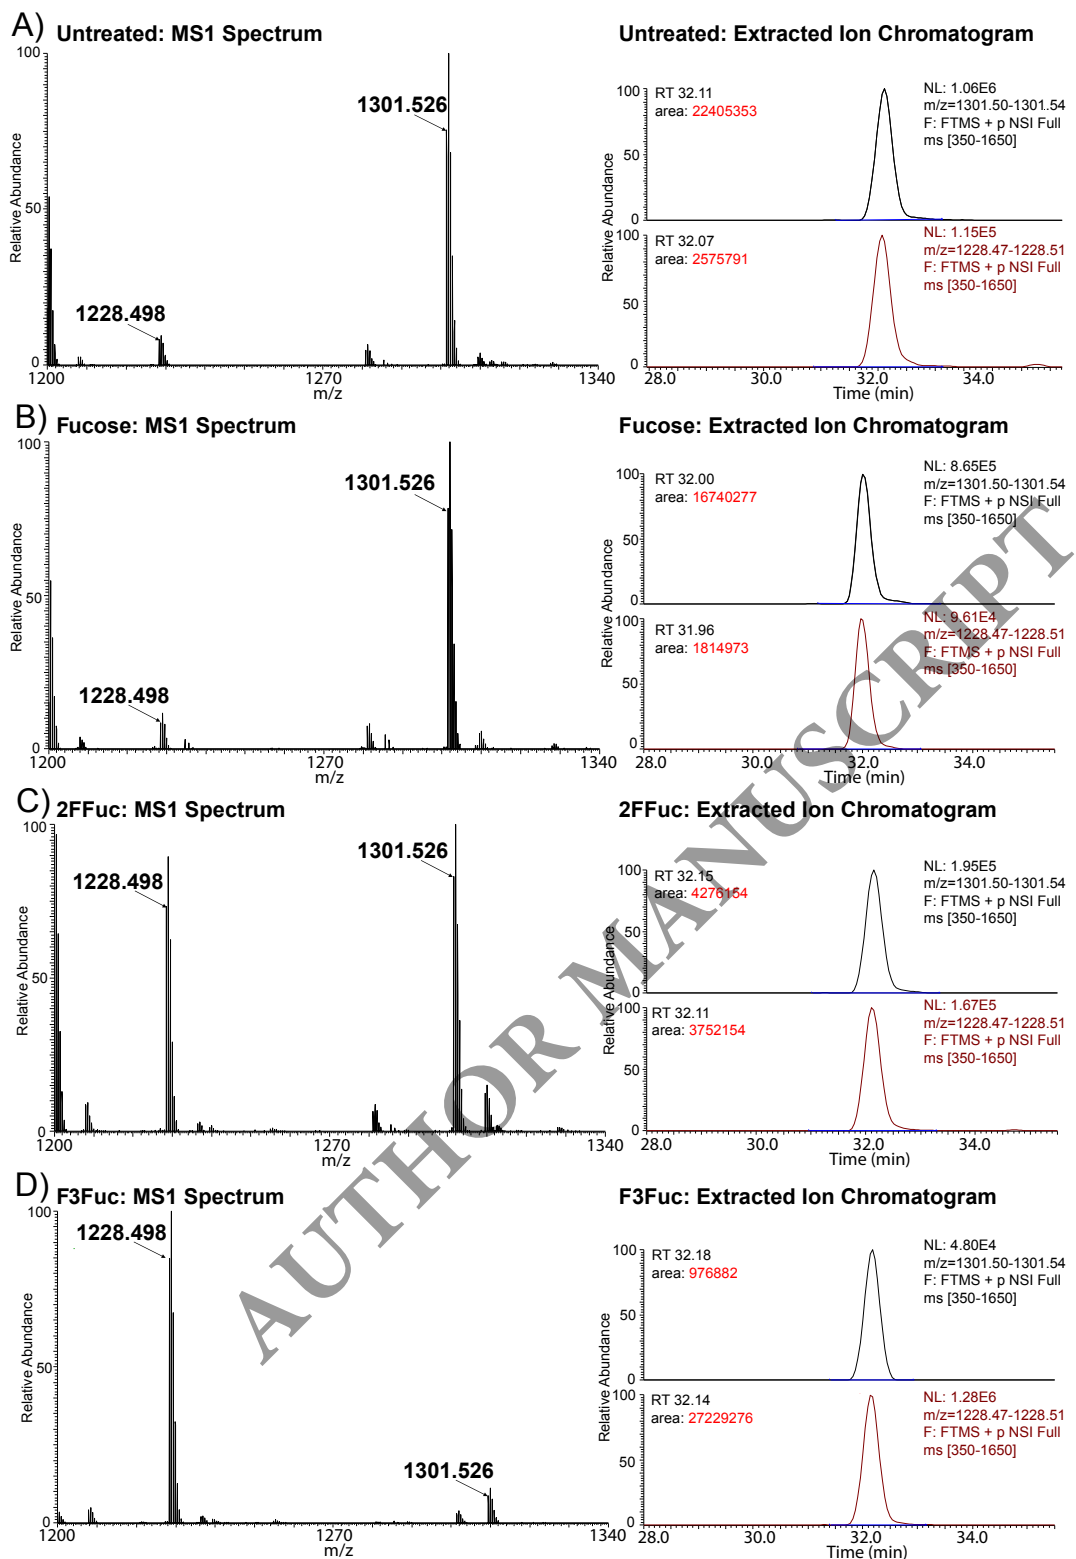 A)
Untreated: MS1 Spectrum
Relative Abundance
100
50
0
1301.526
1228.498
1200
1270
1340
m/z
Untreated: Extracted Ion Chromatogram
Relative Abundance
100
50
0
RT 32.11
area: 22405353
NL: 1.06E6
m/z=1301.50-1301.54
F: FTMS + p NSI Full
ms [350-1650]
100
50
0
RT 32.07
area: 2575791
NL: 1.15E5
m/z=1228.47-1228.51
F: FTMS + p NSI Full
ms [350-1650]
28.0
30.0
32.0
34.0
Time (min)
B)
Fucose: MS1 Spectrum
Relative Abundance
100
50
0
1301.526
1228.498
1200
1270
1340
m/z
Fucose: Extracted Ion Chromatogram
Relative Abundance
100
50
0
RT 32.00
area: 16740277
NL: 8.65E5
m/z=1301.50-1301.54
F: FTMS + p NSI Full
ms [350-1650]
100
50
0
RT 31.96
area: 1814973
NL: 9.61E4
m/z=1228.47-1228.51
F: FTMS + p NSI Full
ms [350-1650]
28.0
30.0
32.0
34.0
Time (min)
C)
2FFuc: MS1 Spectrum
Relative Abundance
100
50
0
1301.526
1228.498
1200
1270
1340
m/z
2FFuc: Extracted Ion Chromatogram
Relative Abundance
100
50
0
RT 32.15
area: 4276154
NL: 1.95E5
m/z=1301.50-1301.54
F: FTMS + p NSI Full
ms [350-1650]
100
50
0
RT 32.11
area: 3752154
NL: 1.67E5
m/z=1228.47-1228.51
F: FTMS + p NSI Full
ms [350-1650]
28.0
30.0
32.0
34.0
Time (min)
D)
F3Fuc: MS1 Spectrum
Relative Abundance
100
50
0
1228.498
1301.526
1200
1270
1340
m/z
F3Fuc: Extracted Ion Chromatogram
Relative Abundance
100
50
0
RT 32.18
area: 976882
NL: 4.80E4
m/z=1301.50-1301.54
F: FTMS + p NSI Full
ms [350-1650]
100
50
0
RT 32.14
area: 27229276
NL: 1.28E6
m/z=1228.47-1228.51
F: FTMS + p NSI Full
ms [350-1650]
28.0
30.0
32.0
34.0
Time (min)
AUTHOR MANUSCRIPT